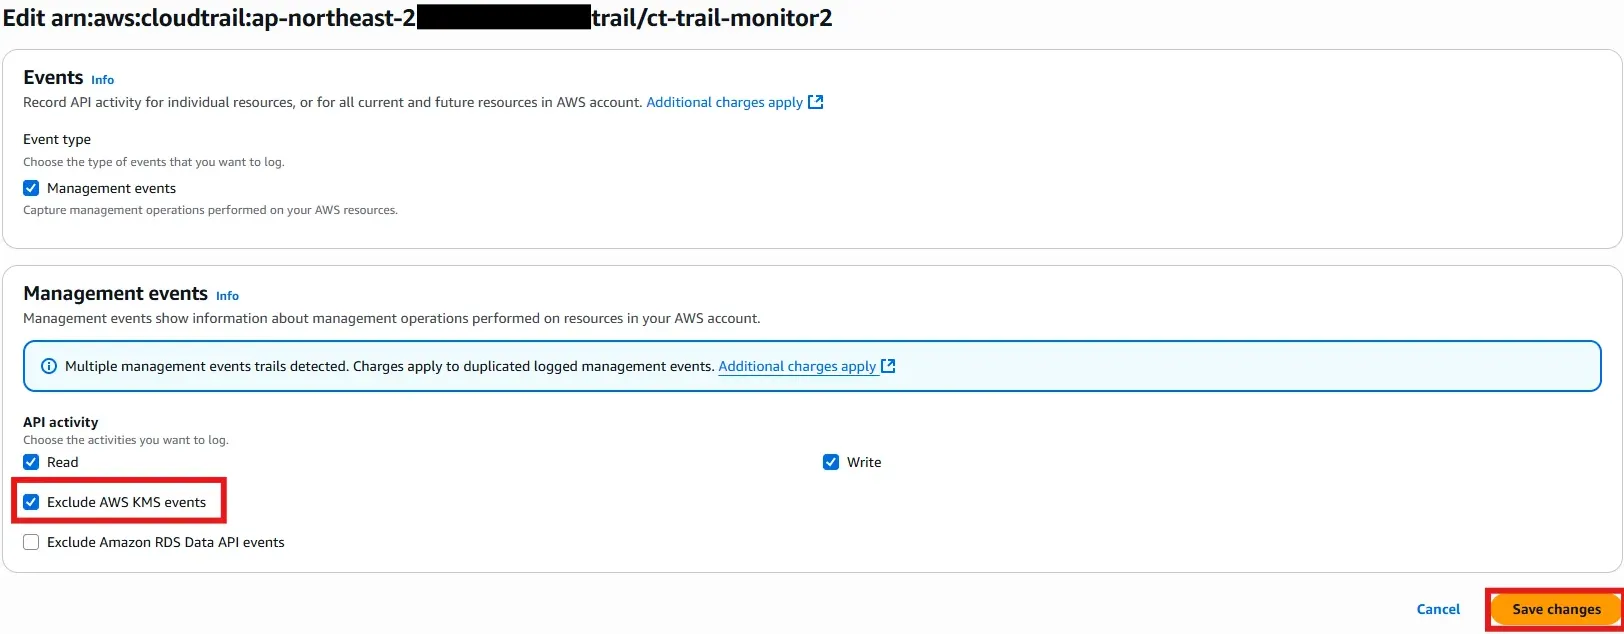 Edit arn:aws:cloudtrail:ap-northeast-2 trail/ct-trail-monitor2
Events Info
Record API activity for individual resources, or for all current and future resources in AWS account. Additional charges apply
Event type
Choose the type of events that you want to log.
Management events
Capture management operations performed on your AWS resources.
Management events Info
Management events show information about management operations performed on resources in your AWS account.
Multiple management events trails detected. Charges apply to duplicated logged management events. Additional charges apply
API activity
Choose the activities you want to log.
Read Write
Exclude AWS KMS events
Exclude Amazon RDS Data API events
Cancel Save changes